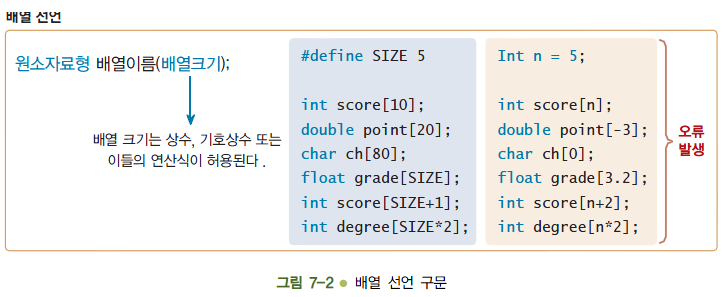 배열 선언
원소자료형 배열이름(배열크기);
배열 크기는 상수, 기호상수 또는
이들의 연산식이 허용된다.
#define SIZE 5
int score[10];
double point[20];
char ch[80];
float grade[SIZE];
int score[SIZE+1];
int degree[SIZE*2];
Int n = 5;
int score[n];
double point[-3];
char ch[0];
float grade[3.2];
int score[n+2];
int degree[n*2];
오류
발생
그림 7-2 ● 배열 선언 구문